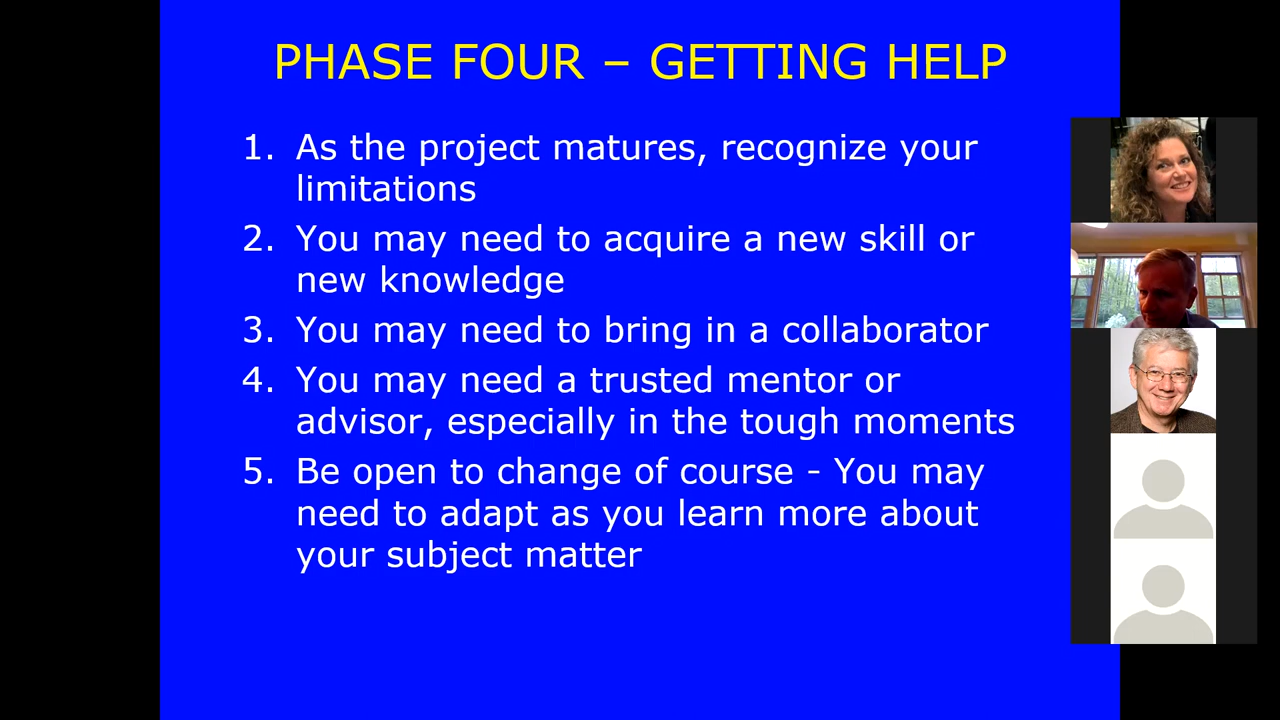 PHASE FOUR – GETTING HELP
1. As the project matures, recognize your
limitations
2. You may need to acquire a new skill or
new knowledge
3. You may need to bring in a collaborator
4. You may need a trusted mentor or
advisor, especially in the tough moments
5. Be open to change of course - You may
need to adapt as you learn more about
your subject matter